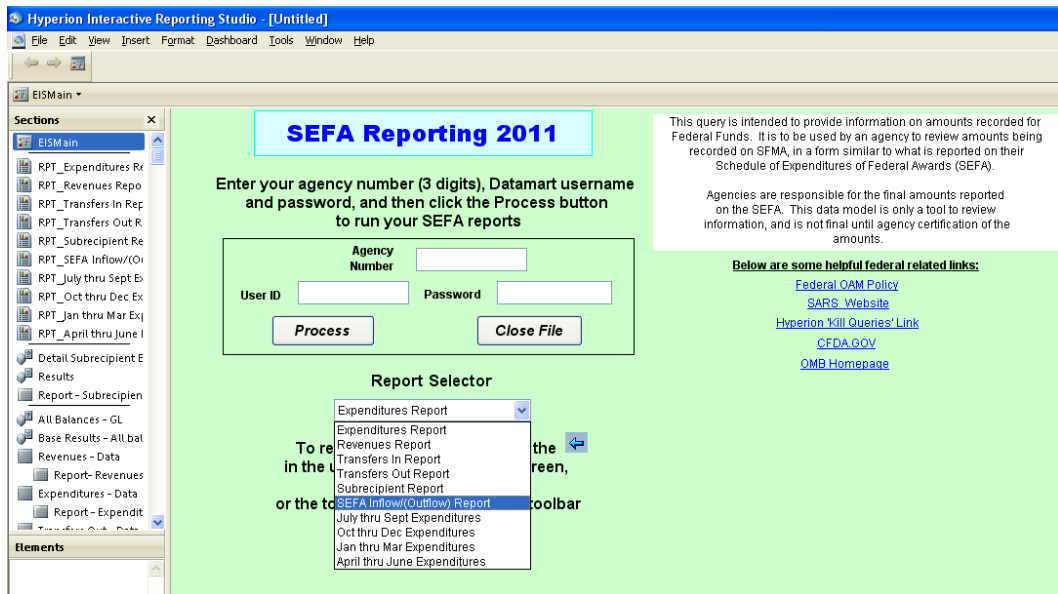 Hyperion Interactive Reporting Studio - [Untitled]
File Edit View Insert Format Dashboard Tools Window Help
EISMain
Sections
EISMain
RPT_Expenditures Re
RPT_Revenues Repo
RPT_Transfers In Rep
RPT_Transfers Out R
RPT_Subrecipient Re
RPT_SEFA Inflow/(Ou
RPT_July thru Sept Ex
RPT_Oct thru Dec Ex
RPT_Jan thru Mar Exp
RPT_April thru June
Detail Subrecipient E
Results
Report - Subrecipien
All Balances - GL
Base Results - All bal
Revenues - Data
Report- Revenues
Expenditures - Data
Report - Expendit
Elements
SEFA Reporting 2011
Enter your agency number (3 digits), Datamart username
and password, and then click the Process button
to run your SEFA reports
Agency
Number
User ID
Password
Process
Close File
Report Selector
Expenditures Report
Expenditures Report
Revenues Report
Transfers In Report
Transfers Out Report
Subrecipient Report
SEFA Inflow/(Outflow) Report
July thru Sept Expenditures
Oct thru Dec Expenditures
Jan thru Mar Expenditures
April thru June Expenditures
To re the
in the u reen,
or the to oolbar
This query is intended to provide information on amounts recorded for
Federal Funds. It is to be used by an agency to review amounts being
recorded on SFMA, in a form similar to what is reported on their
Schedule of Expenditures of Federal Awards (SEFA).
Agencies are responsible for the final amounts reported
on the SEFA. This data model is only a tool to review
information, and is not final until agency certification of the
amounts.
Below are some helpful federal related links:
Federal OAM Policy
SARS Website
Hyperion 'Kill Queries' Link
CFDA.GOV
OMB Homepage